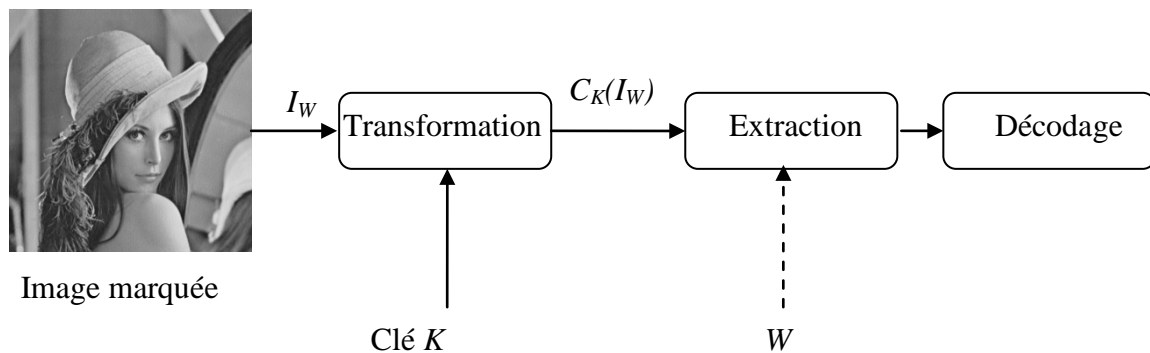 I_W
C_K(I_W)
Transformation
Extraction
Décodage
Image marquée
Clé K
W